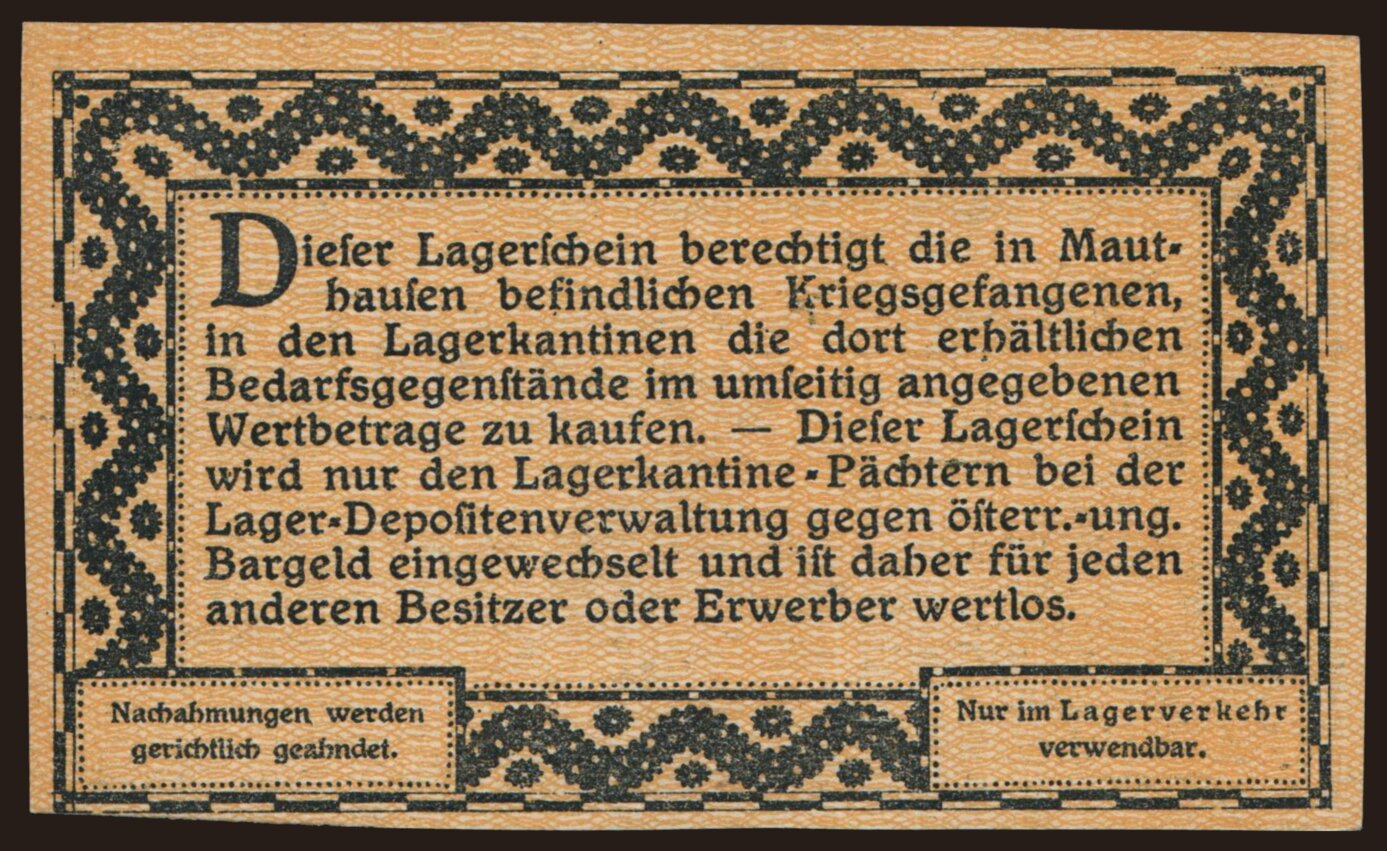 Dieſer Lagerſchein berechtigt die in Maut-
hauſen befindlichen Kriegsgefangenen,
in den Lagerkantinen die dort erhältlichen
Bedarfsgegenſtände im umſeitig angegebenen
Wertbetrage zu kaufen. — Dieſer Lagerſchein
wird nur den Lagerkantine-Pächtern bei der
Lager-Depoſitenverwaltung gegen öſterr.-ung.
Bargeld eingewechselt und iſt daher für jeden
anderen Besitzer oder Erwerber wertlos.
Nachahmungen werden
gerichtlich geahndet.
Nur im Lagerverkehr
verwendbar.